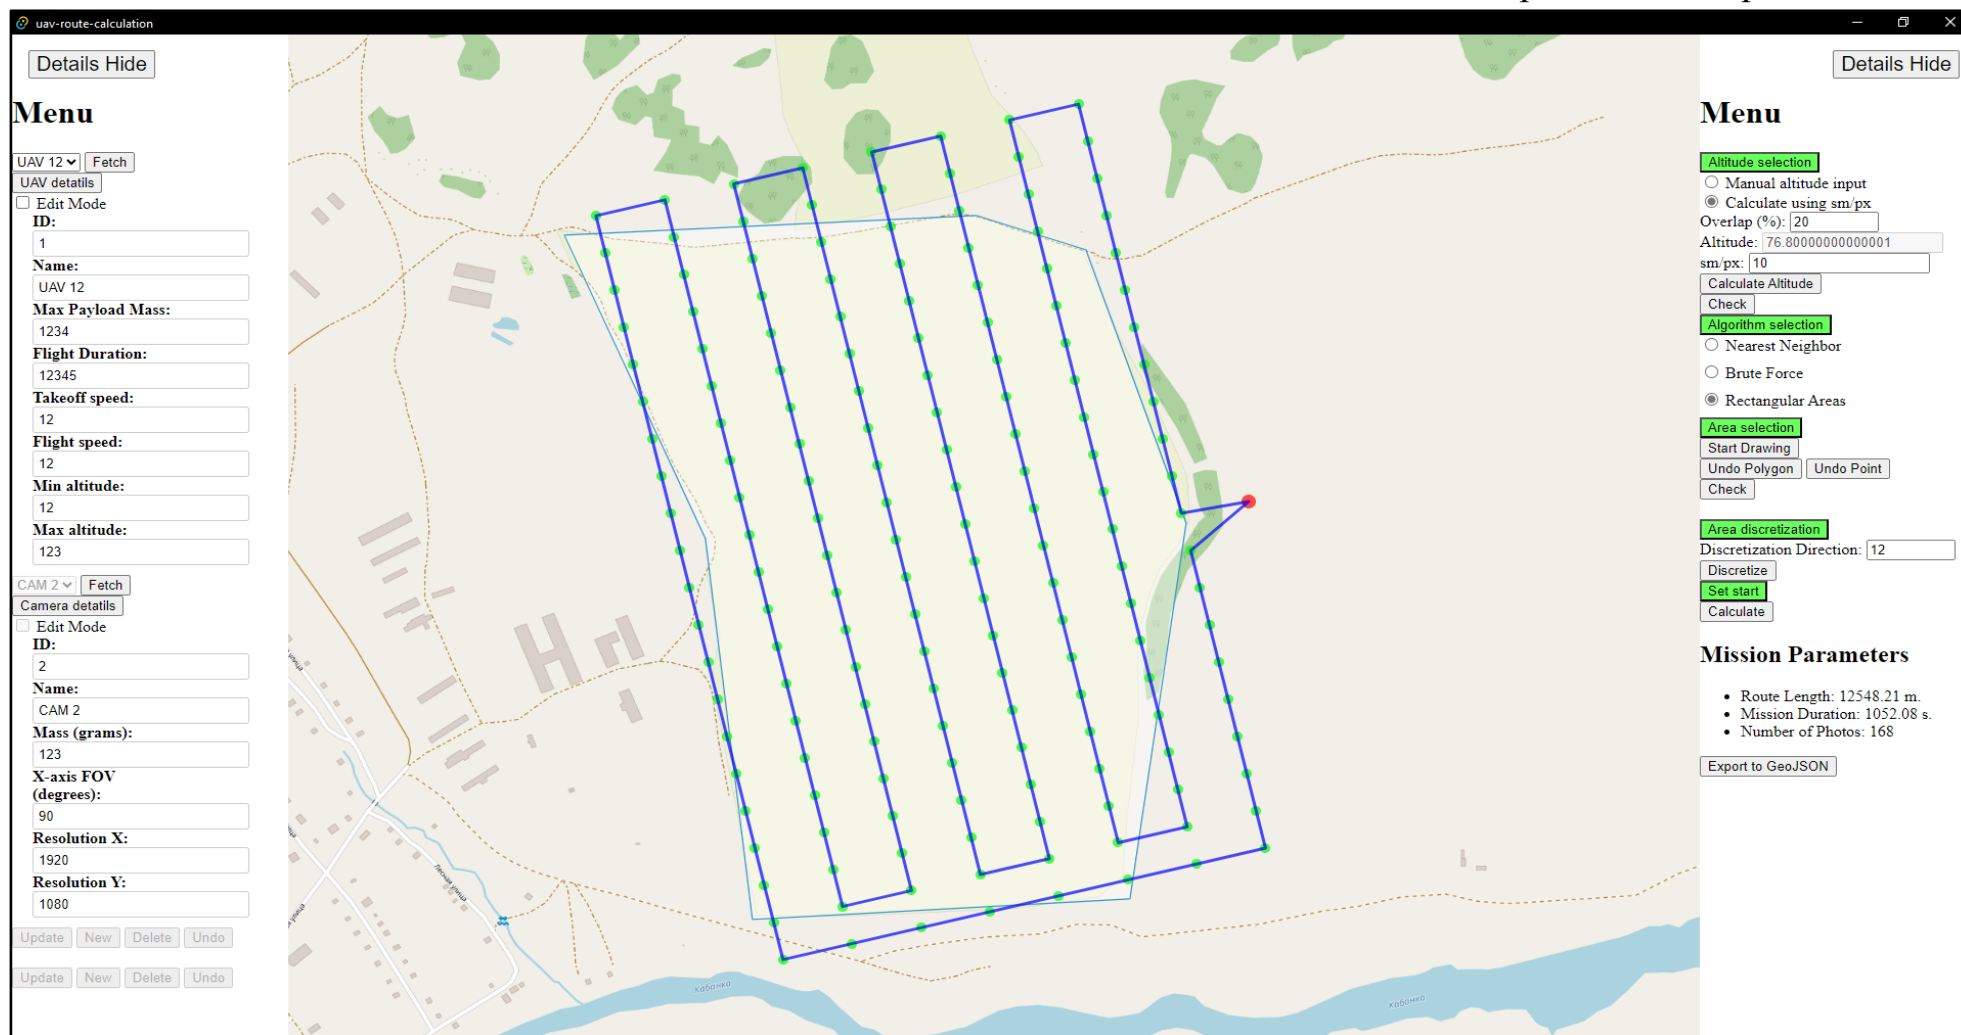 uav-route-calculation
Details Hide
Menu
UAV 12 Fetch
UAV detatils
Edit Mode
ID:
1
Name:
UAV 12
Max Payload Mass:
1234
Flight Duration:
12345
Takeoff speed:
12
Flight speed:
12
Min altitude:
12
Max altitude:
123
CAM 2 Fetch
Camera detatils
Edit Mode
ID:
2
Name:
CAM 2
Mass (grams):
123
X-axis FOV
(degrees):
90
Resolution X:
1920
Resolution Y:
1080
Update New Delete Undo
Update New Delete Undo
Лесная улица
улица
Кабонка
Кабонка
Details Hide
Menu
Altitude selection
Manual altitude input
Calculate using sm/px
Overlap (%): 20
Altitude: 76.80000000000001
sm/px: 10
Calculate Altitude
Check
Algorithm selection
Nearest Neighbor
Brute Force
Rectangular Areas
Area selection
Start Drawing
Undo Polygon Undo Point
Check
Area discretization
Discretization Direction: 12
Discretize
Set start
Calculate
Mission Parameters
• Route Length: 12548.21 m.
• Mission Duration: 1052.08 s.
• Number of Photos: 168
Export to GeoJSON